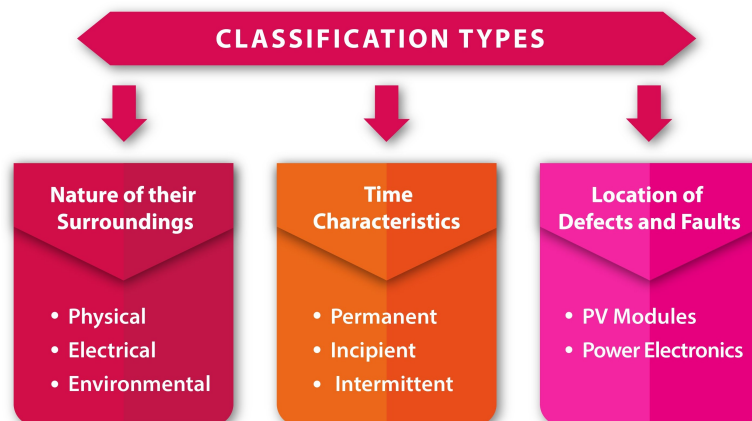 CLASSIFICATION TYPES
Nature of their
Surroundings
• Physical
• Electrical
• Environmental
Time
Characteristics
• Permanent
• Incipient
• Intermittent
Location of
Defects and Faults
• PV Modules
• Power Electronics